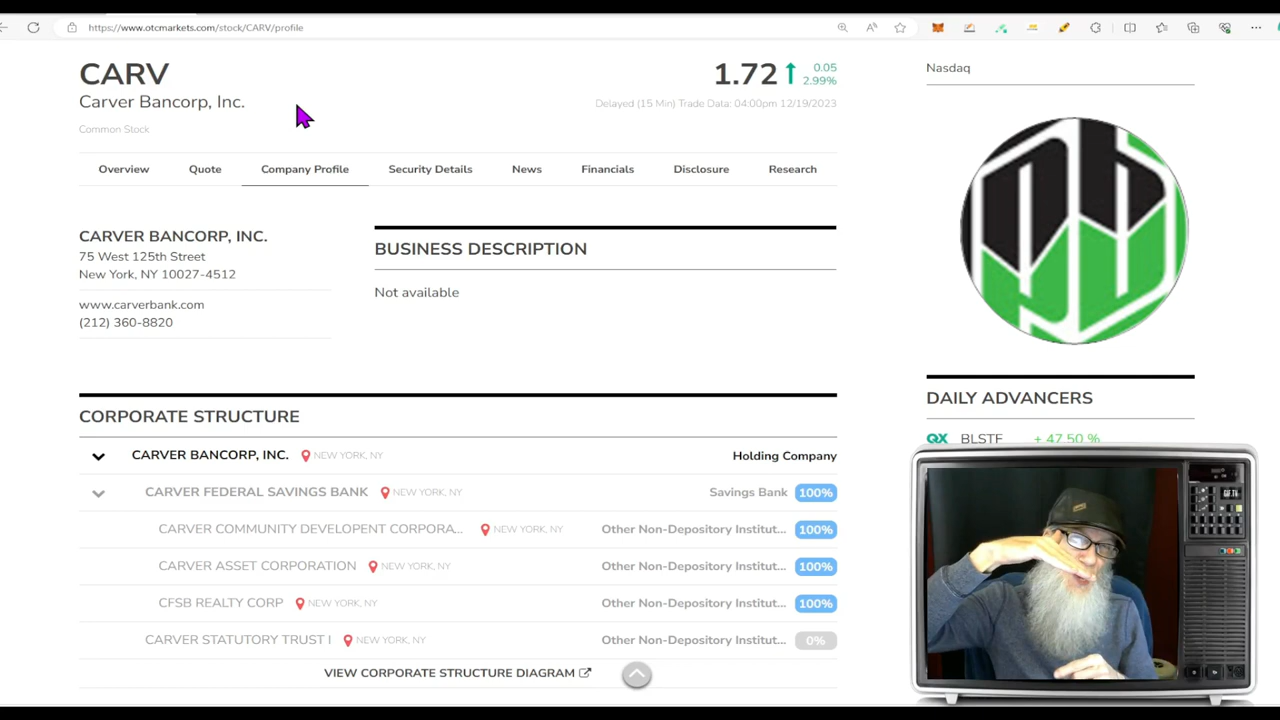 https://www.otcmarkets.com/stock/CARV/profile
CARV
1.72
0.05
2.99%
Carver Bancorp, Inc.
Delayed (15 Min) Trade Data: 04:00pm 12/19/2023
Common Stock
Nasdaq
Overview Quote Company Profile Security Details News Financials Disclosure Research
CARVER BANCORP, INC.
75 West 125th Street
New York, NY 10027-4512
www.carverbank.com
(212) 360-8820
BUSINESS DESCRIPTION
Not available
CORPORATE STRUCTURE
CARVER BANCORP, INC. NEW YORK, NY Holding Company
CARVER FEDERAL SAVINGS BANK NEW YORK, NY Savings Bank 100%
CARVER COMMUNITY DEVELOPENT CORPORA... NEW YORK, NY Other Non-Depository Institut... 100%
CARVER ASSET CORPORATION NEW YORK, NY Other Non-Depository Institut... 100%
CFSB REALTY CORP NEW YORK, NY Other Non-Depository Institut... 100%
CARVER STATUTORY TRUST I NEW YORK, NY Other Non-Depository Institut... 0%
VIEW CORPORATE STRUCTURE DIAGRAM
DAILY ADVANCERS
QX BLSTF + 47.50 %